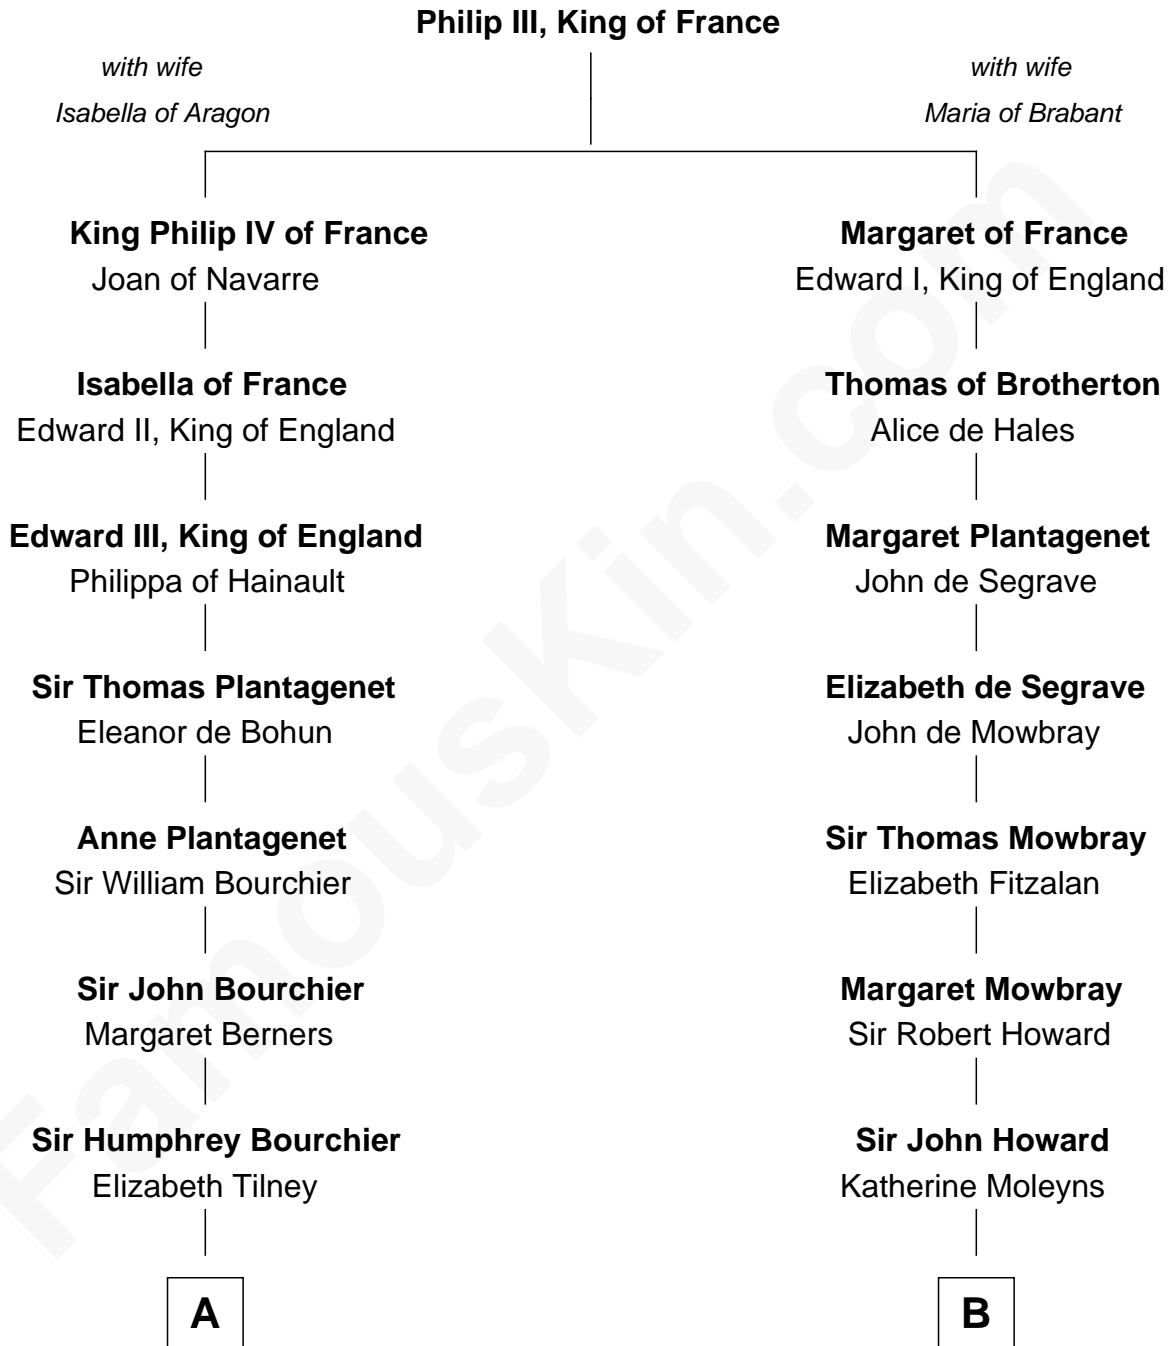 Philip III, King of France
with wife
Isabella of Aragon
with wife
Maria of Brabant
King Philip IV of France
Joan of Navarre
Margaret of France
Edward I, King of England
Isabella of France
Edward II, King of England
Thomas of Brotherton
Alice de Hales
Edward III, King of England
Philippa of Hainault
Margaret Plantagenet
John de Segrave
Sir Thomas Plantagenet
Eleanor de Bohun
Elizabeth de Segrave
John de Mowbray
Anne Plantagenet
Sir William Bourchier
Sir Thomas Mowbray
Elizabeth Fitzalan
Sir John Bourchier
Margaret Berners
Margaret Mowbray
Sir Robert Howard
Sir Humphrey Bourchier
Elizabeth Tilney
Sir John Howard
Katherine Moleyns
A
B
FamousKin.com